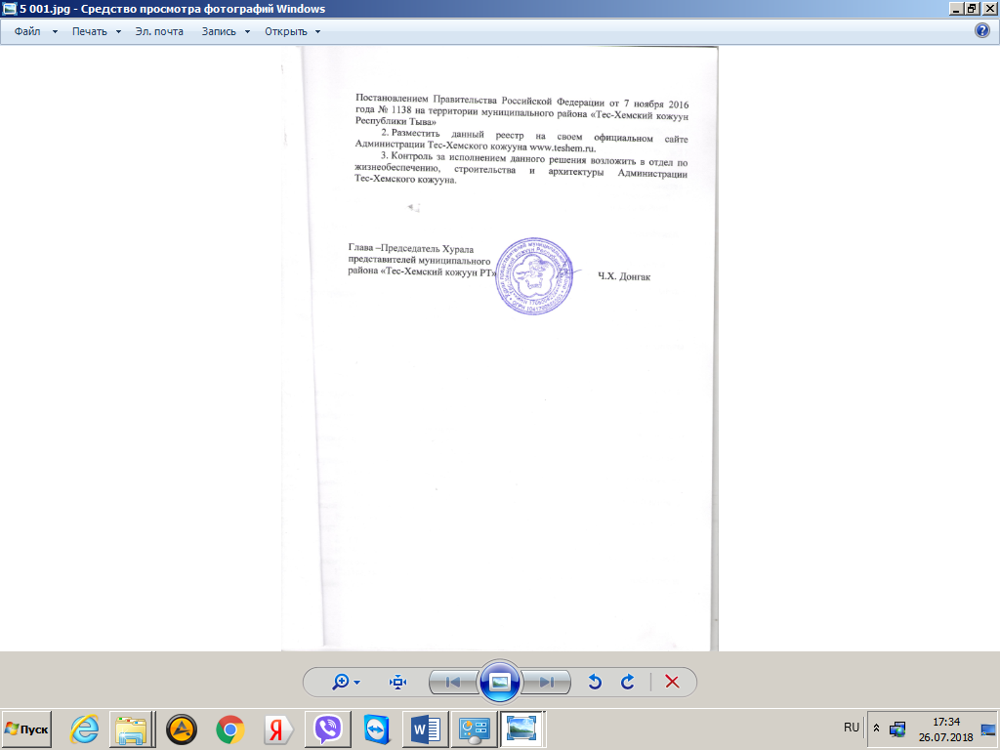 5 001.jpg - Средство просмотра фотографий Windows
Файл Печать Эл. почта Запись Открыть
Постановлением Правительства Российской Федерации от 7 ноября 2016
года № 1138 на территории муниципального района «Тес-Хемский кожуун
Республики Тыва»
2. Разместить данный реестр на своем официальном сайте
Администрации Тес-Хемского кожууна www.teshem.ru.
3. Контроль за исполнением данного решения возложить в отдел по
жизнеобеспечению, строительства и архитектуры Администрации
Тес-Хемского кожууна.
Глава –Председатель Хурала
представителей муниципального
района «Тес-Хемский кожуун РТ»
Ч.Х. Донгак
Пуск
RU
17:34
26.07.2018